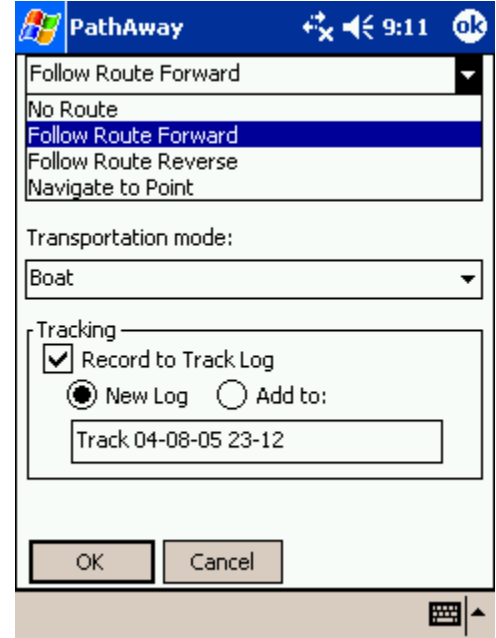 PathAway 9:11 ok
Follow Route Forward
No Route
Follow Route Forward
Follow Route Reverse
Navigate to Point
Transportation mode:
Boat
Tracking
Record to Track Log
New Log Add to:
Track 04-08-05 23-12
OK Cancel